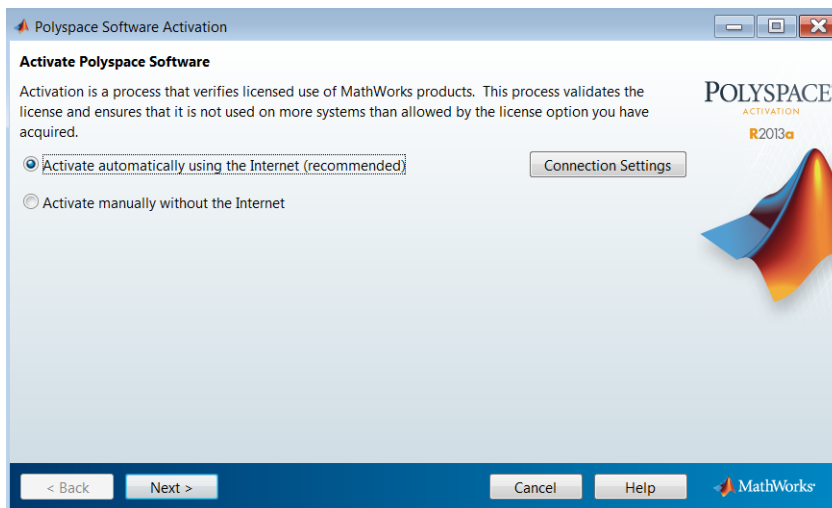 Polyspace Software Activation
Activate Polyspace Software
Activation is a process that verifies licensed use of MathWorks products. This process validates the
license and ensures that it is not used on more systems than allowed by the license option you have
acquired.
POLYSPACE
ACTIVATION
R2013a
Activate automatically using the Internet (recommended)
Connection Settings
Activate manually without the Internet
< Back
Next >
Cancel
Help
MathWorks